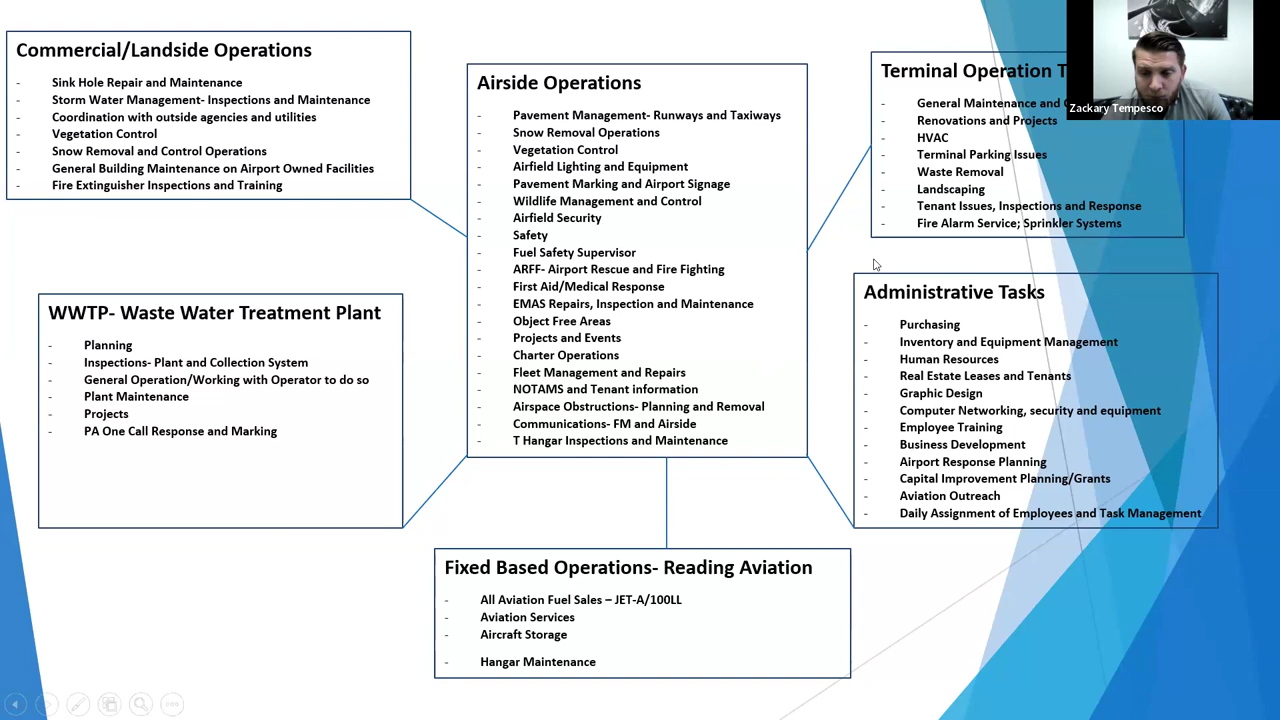 Commercial/Landside Operations
- Sink Hole Repair and Maintenance
- Storm Water Management- Inspections and Maintenance
- Coordination with outside agencies and utilities
- Vegetation Control
- Snow Removal and Control Operations
- General Building Maintenance on Airport Owned Facilities
- Fire Extinguisher Inspections and Training
WWTP- Waste Water Treatment Plant
- Planning
- Inspections- Plant and Collection System
- General Operation/Working with Operator to do so
- Plant Maintenance
- Projects
- PA One Call Response and Marking
Airside Operations
- Pavement Management- Runways and Taxiways
- Snow Removal Operations
- Vegetation Control
- Airfield Lighting and Equipment
- Pavement Marking and Airport Signage
- Wildlife Management and Control
- Airfield Security
- Safety
- Fuel Safety Supervisor
- ARFF- Airport Rescue and Fire Fighting
- First Aid/Medical Response
- EMAS Repairs, Inspection and Maintenance
- Object Free Areas
- Projects and Events
- Charter Operations
- Fleet Management and Repairs
- NOTAMS and Tenant information
- Airspace Obstructions- Planning and Removal
- Communications- FM and Airside
- T Hangar Inspections and Maintenance
Fixed Based Operations- Reading Aviation
- All Aviation Fuel Sales – JET-A/100LL
- Aviation Services
- Aircraft Storage
- Hangar Maintenance
Terminal Operation
- General Maintenance and
- Renovations and Projects
- HVAC
- Terminal Parking Issues
- Waste Removal
- Landscaping
- Tenant Issues, Inspections and Response
- Fire Alarm Service; Sprinkler Systems
Zackary Tempesco
Administrative Tasks
- Purchasing
- Inventory and Equipment Management
- Human Resources
- Real Estate Leases and Tenants
- Graphic Design
- Computer Networking, security and equipment
- Employee Training
- Business Development
- Airport Response Planning
- Capital Improvement Planning/Grants
- Aviation Outreach
- Daily Assignment of Employees and Task Management